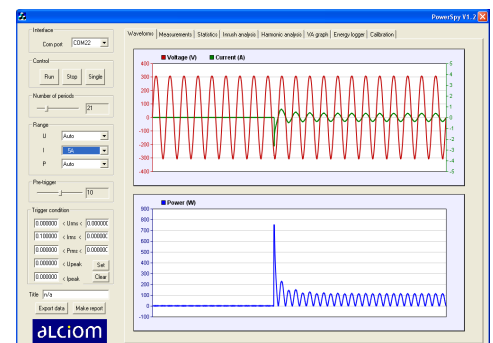 PowerSpy V1.2
Interface
Com port COM22
Control
Run Stop Single
Number of periods
21
Range
U Auto
I 5A
P Auto
Pre-trigger
10
Trigger condition
0.000000 < Urms < 0.000000
0.100000 < Irms < 0.000000
0.000000 < Prms < 0.000000
0.000000 < Upeak Set
0.000000 < Ipeak Clear
Title n/a
Export data Make report
alciom
Waveforms Measurements Statistics Inrush analysis Harmonic analysis VA graph Energy logger Calibration
Voltage (V) Current (A)
400 5
300 4
3
200 2
100 1
0 0
-100 -1
-2
-200 -3
-300 -4
-400 -5
Power (W)
900
800
700
600
500
400
300
200
100
0
-100